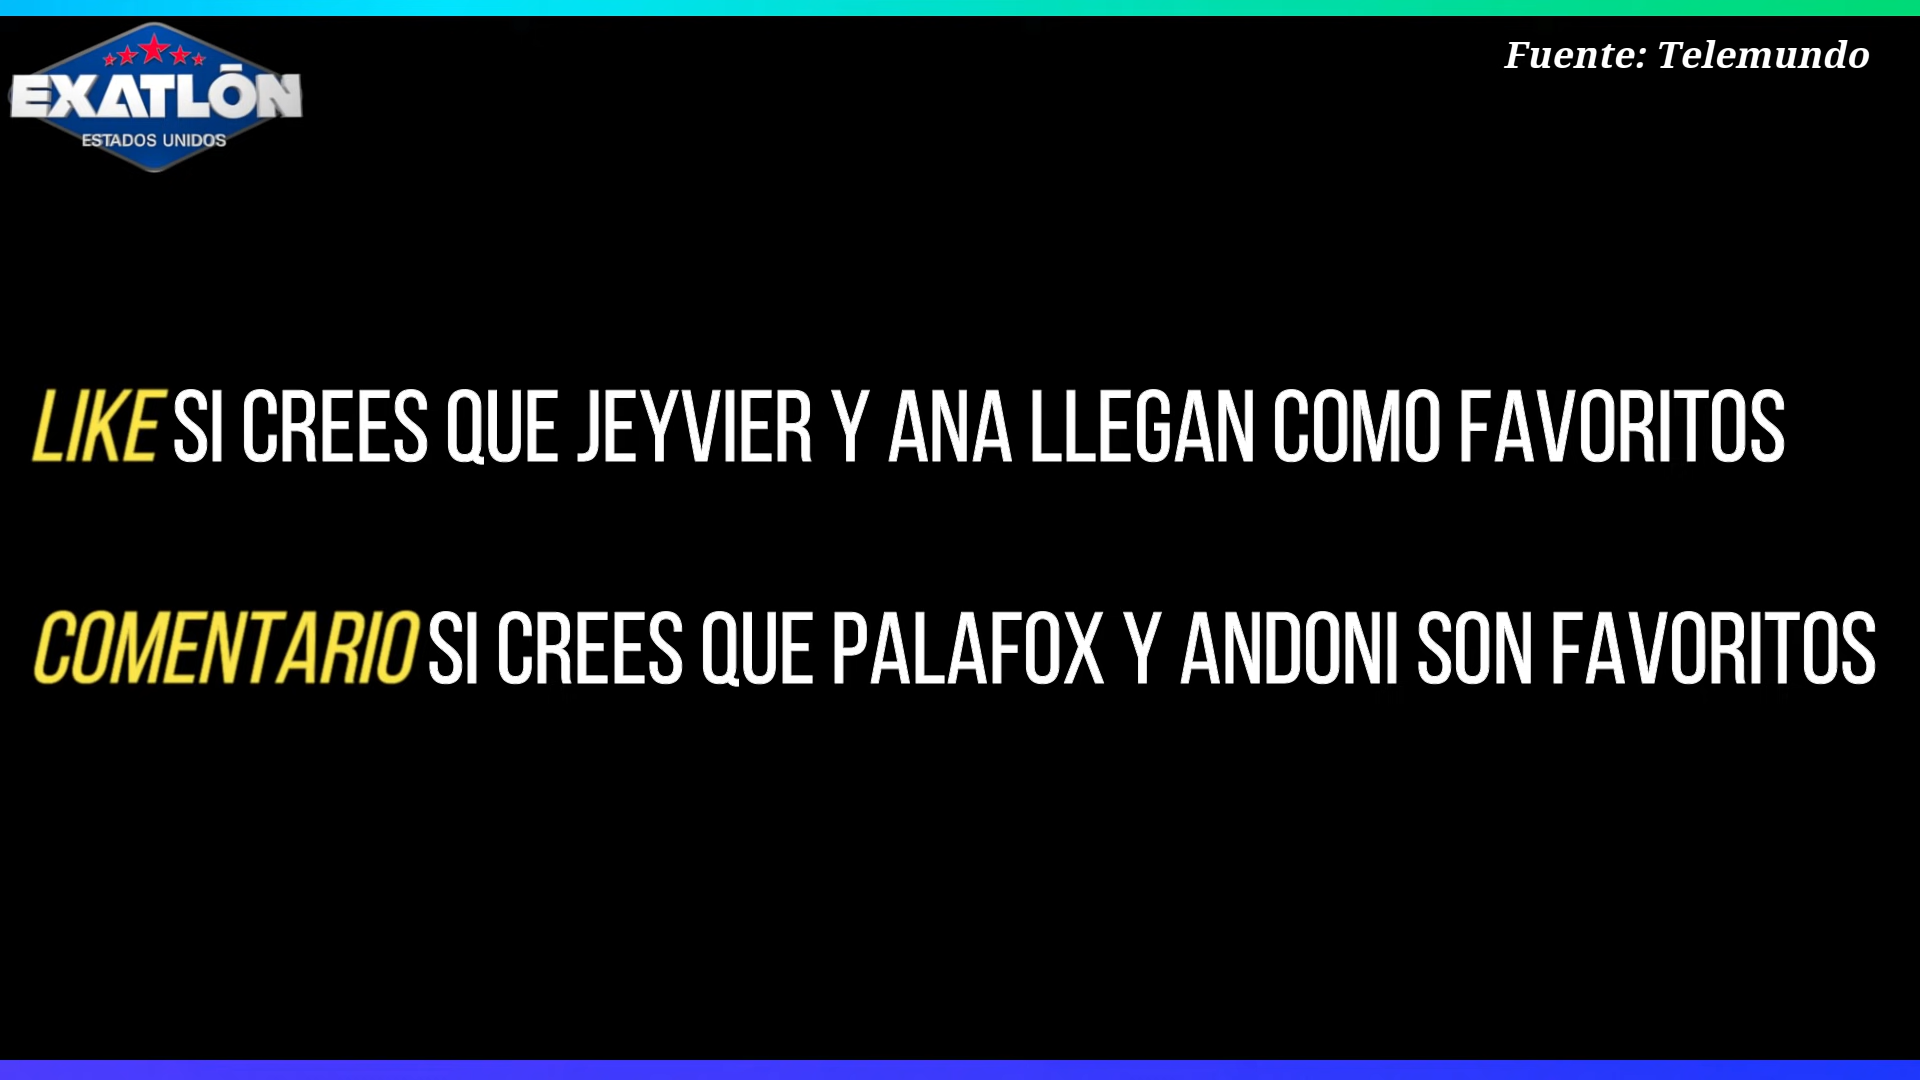 EXATLŌN
ESTADOS UNIDOS
Fuente: Telemundo
LIKE SI CREES QUE JEYVIER Y ANA LLEGAN COMO FAVORITOS
COMENTARIO SI CREES QUE PALAFOX Y ANDONI SON FAVORITOS